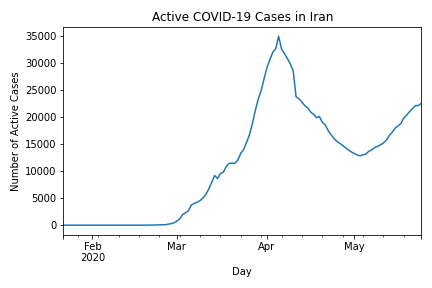 Active COVID-19 Cases in Iran
Number of Active Cases
35000
30000
25000
20000
15000
10000
5000
0
Feb Mar Apr May
2020
Day